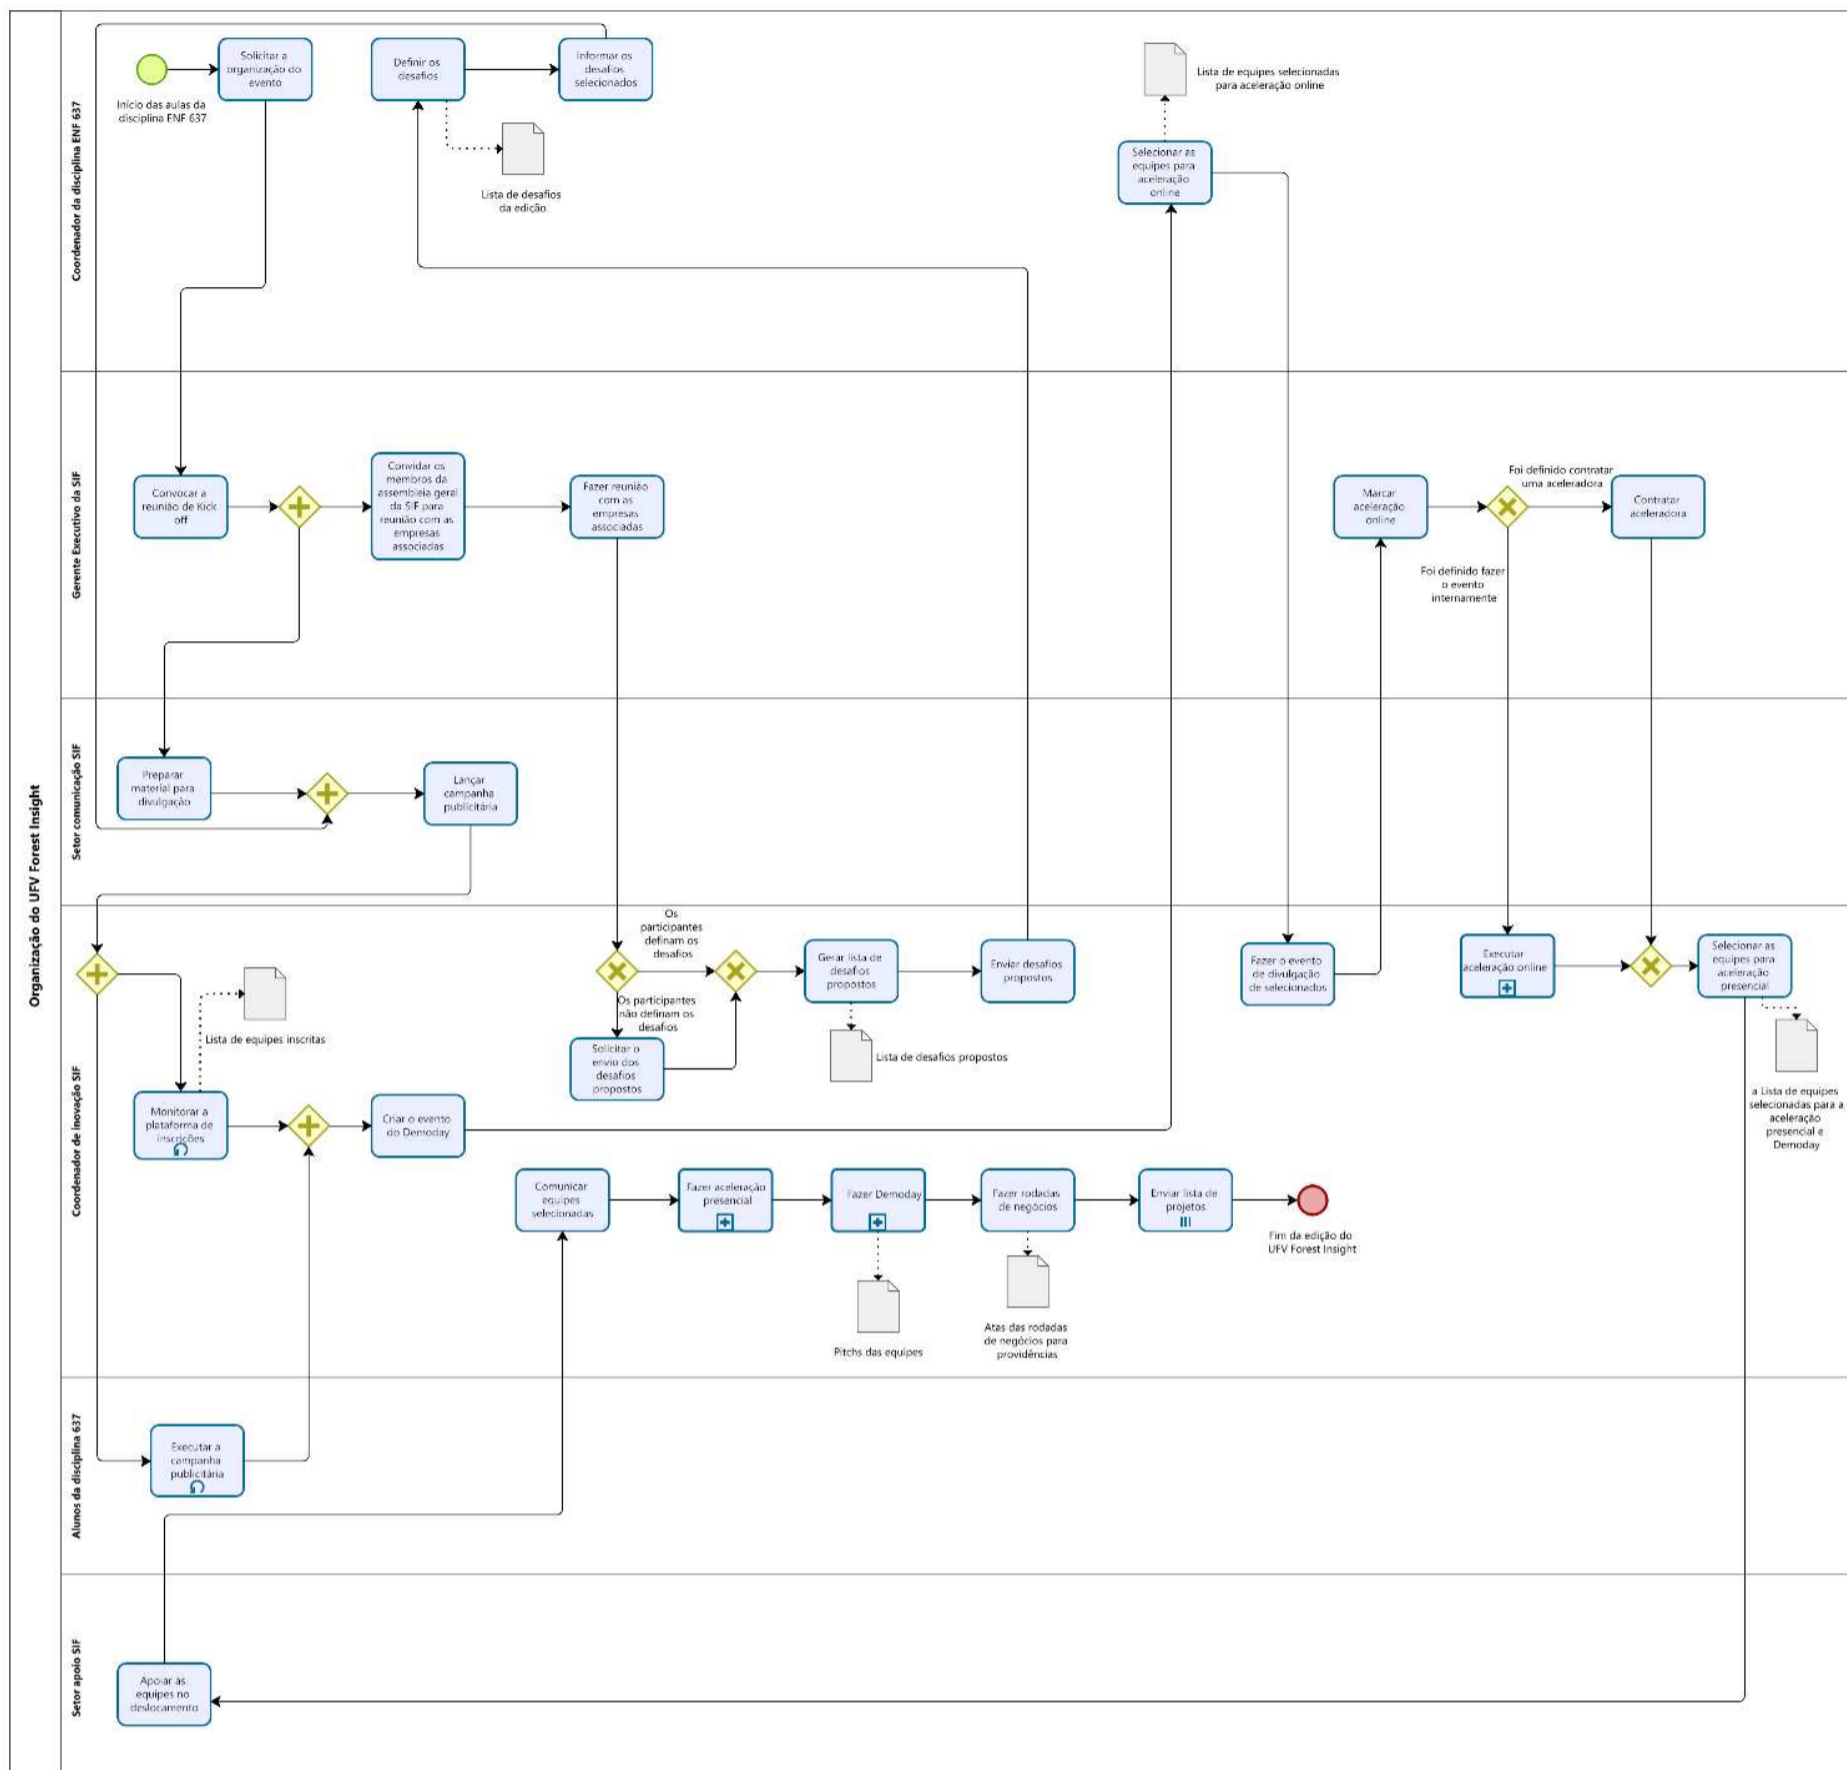 Organização do UFV Forest Insight
Coordenador da disciplina ENF 637
Início das aulas da
disciplina ENF 637
Solicitar a
organização do
evento
Definir os
desafios
Informar os
desafios
selecionados
Lista de desafios
da edição
Lista de equipes selecionadas
para aceleração online
Selecionar as
equipes para
aceleração
online
Gerente Executivo da SIF
Convocar a
reunião de Kick
off
Convidar os
membros da
assembleia geral
da SIF para
reunião com as
empresas
associadas
Fazer reunião
com as
empresas
associadas
Marcar
aceleração
online
Foi definido contratar
uma aceleradora
Foi definido fazer
o evento
internamente
Contratar
aceleradora
Setor comunicação SIF
Preparar
material para
divulgação
Lançar
campanha
publicitária
Coordenador de inovação SIF
Lista de equipes inscritas
Monitorar a
plataforma de
inscrições
Criar o evento
do Demoday
Os
participantes
definam os
desafios
Os participantes
não definam os
desafios
Solicitar o
envio dos
desafios
propostos
Gerar lista de
desafios
propostos
Lista de desafios propostos
Enviar desafios
propostos
Fazer o evento
de divulgação
de selecionados
Executar
aceleração online
Selecionar as
equipes para
aceleração
presencial
a Lista de equipes
selecionadas para a
aceleração
presencial e
Demoday
Comunicar
equipes
selecionadas
Fazer aceleração
presencial
Fazer Demoday
Pitchs das equipes
Fazer rodadas
de negócios
Atas das rodadas
de negócios para
providências
Enviar lista de
projetos
Fim da edição do
UFV Forest Insight
Alunos da disciplina 637
Executar a
campanha
publicitária
Setor apoio SIF
Apoiar as
equipes no
deslocamento